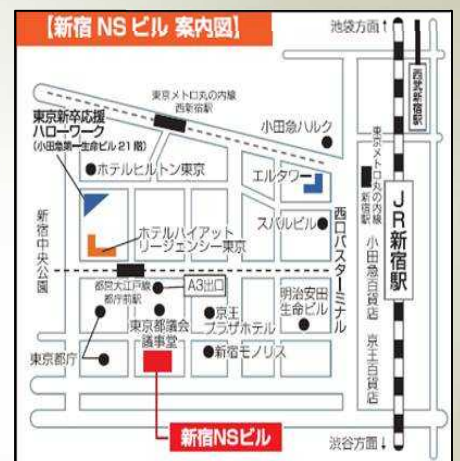 【新宿 NS ビル 案内図】
池袋方面↑
西武新宿駅
東京メトロ丸の内線
西新宿駅
小田急ハルク
東京新卒応援
ハローワーク
(小田急第一生命ビル21階)
ホテルヒルトン東京
エルタワー
東京メトロ丸の内線
新宿駅
JR新宿駅
新宿中央公園
ホテルハイアット
リージェンシー東京
スバルビル
西口バスターミナル
小田急百貨店
京王百貨店
都営大江戸線
都庁前駅
A3出口
明治安田
生命ビル
東京都議会
議事堂
京王
プラザホテル
東京都庁
新宿モノリス
新宿NSビル
渋谷方面↓